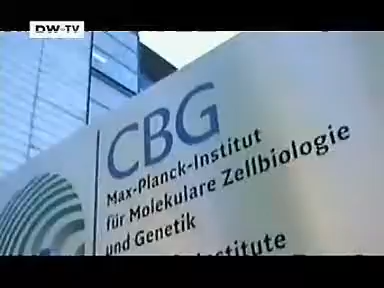 DW-TV
CBG
Max-Planck-Institut
für Molekulare Zellbiologie
und Genetik
Institute